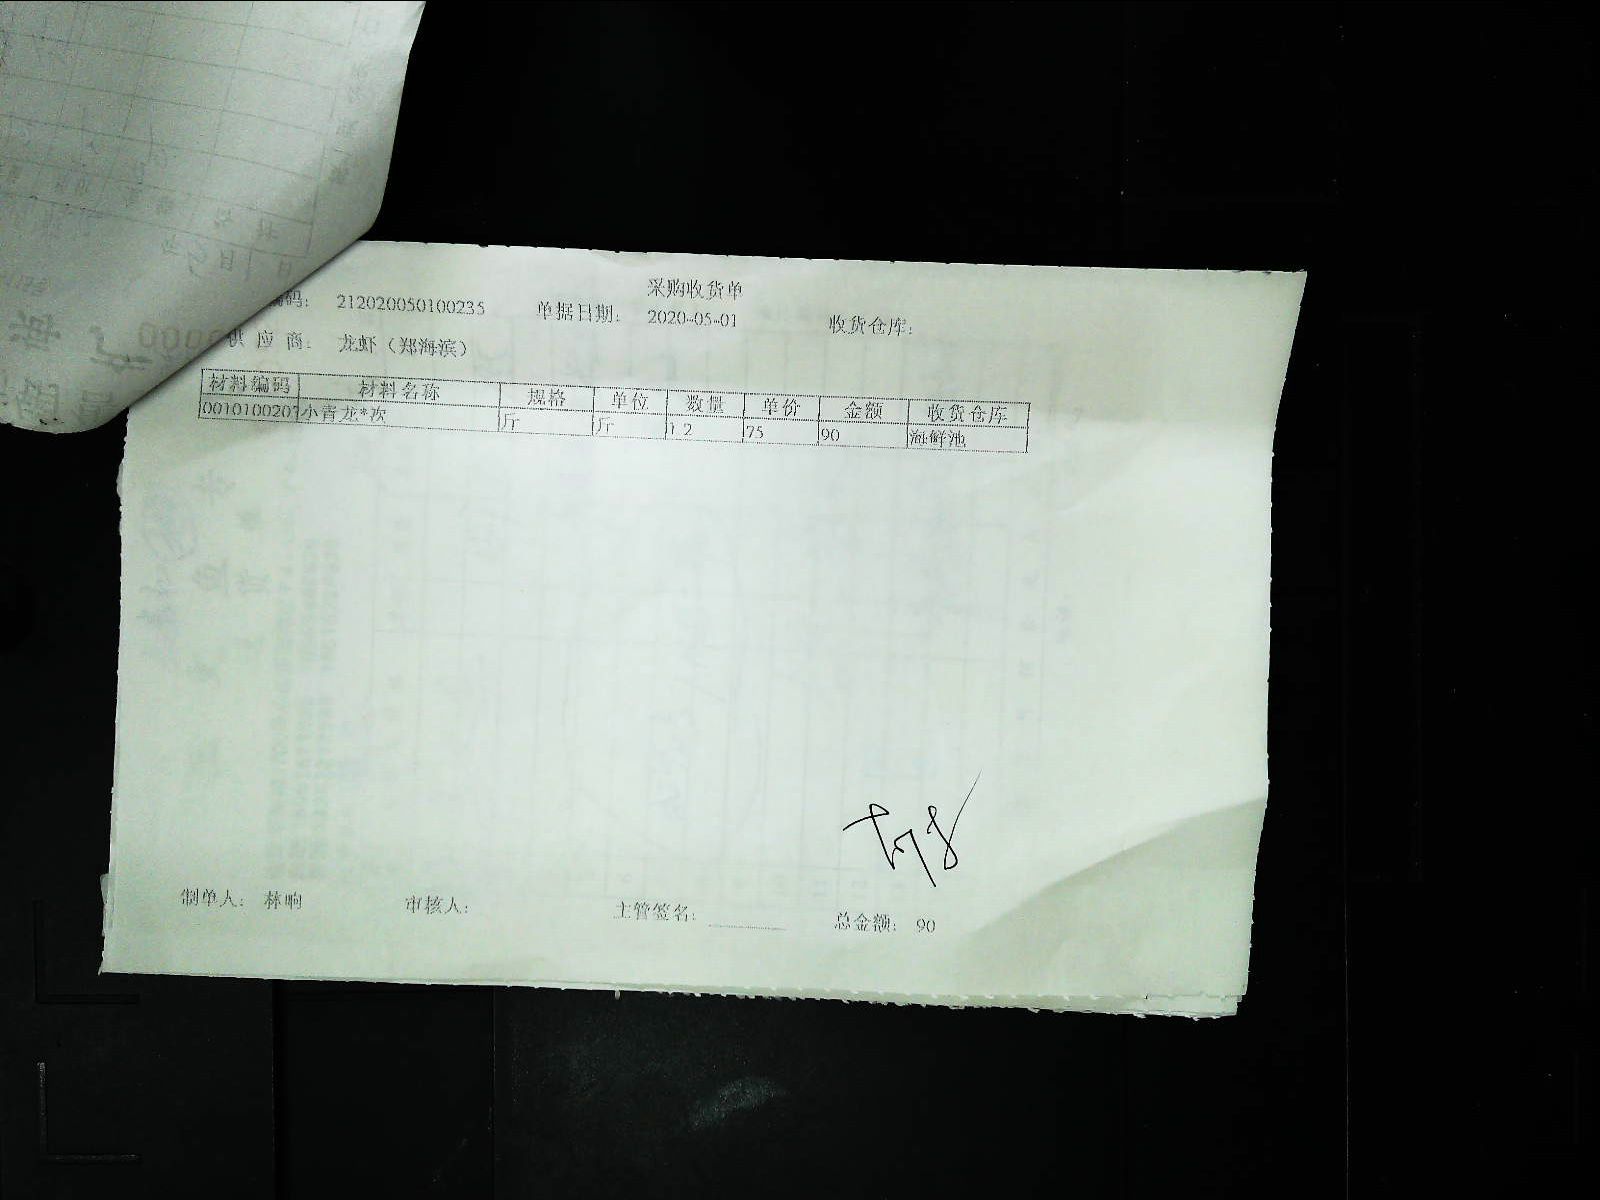 采购收货单
编码: 212020050100235 单据日期: 2020-05-01 收货仓库:
供应商: 龙虾（郑海滨）
材料编码 材料名称 规格 单位 数量 单价 金额 收货仓库
0010100207 小青龙*次 斤 斤 1.2 75 90 海鲜池
制单人: 林响 审核人: 主管签名: 总金额: 90